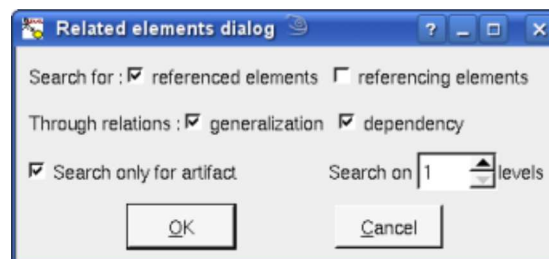 Related elements dialog
Search for : referenced elements referencing elements
Through relations : generalization dependency
Search only for artifact Search on 1 levels
OK Cancel